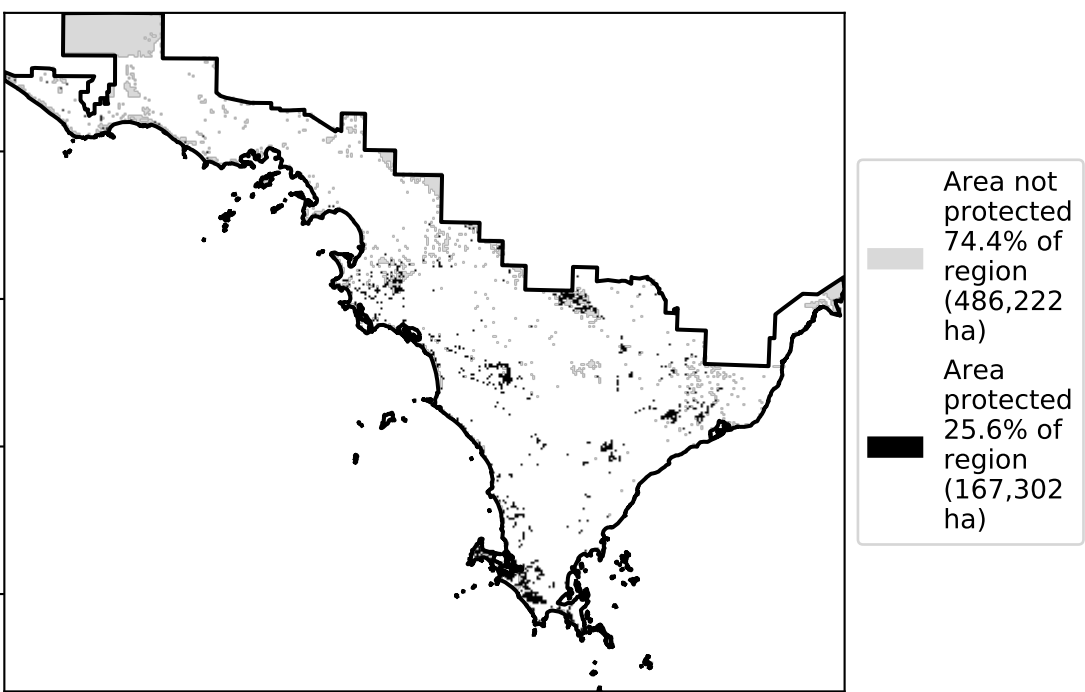 Area not
protected
74.4% of
region
(486,222
ha)
Area
protected
25.6% of
region
(167,302
ha)